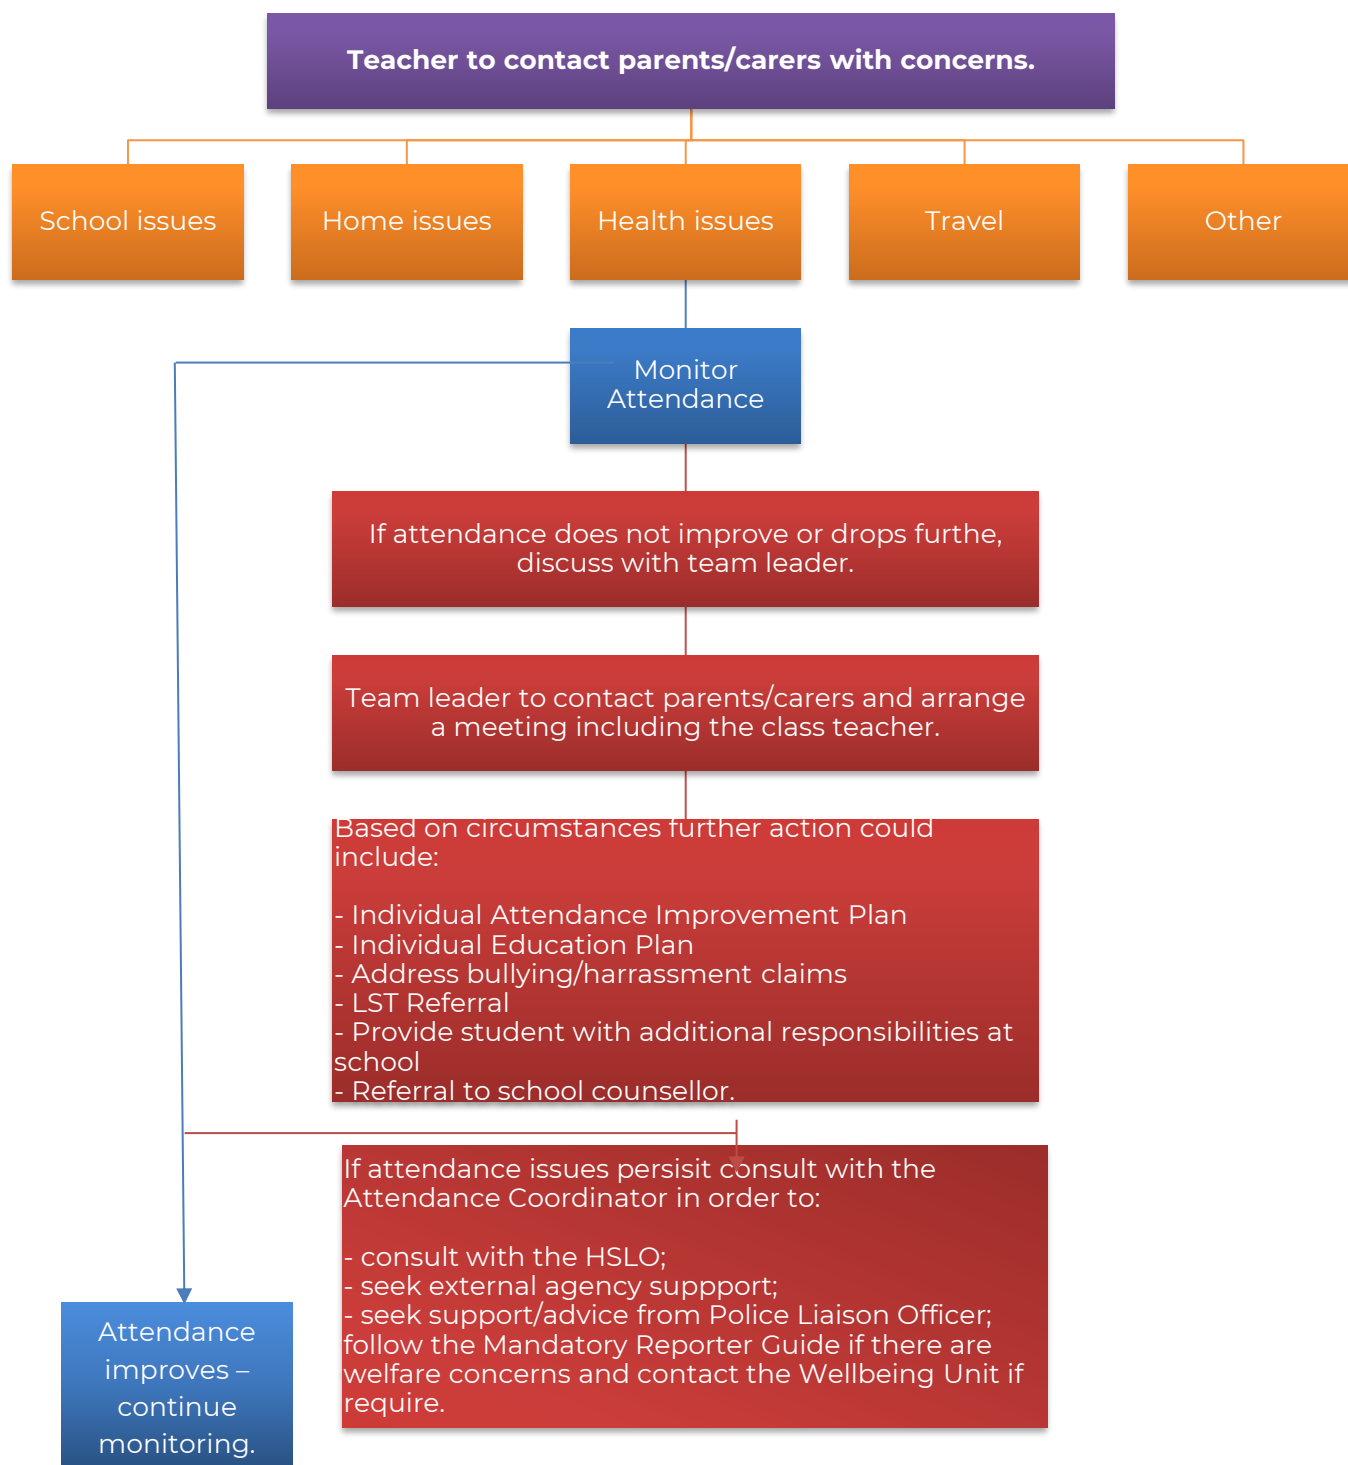 Teacher to contact parents/carers with concerns.
School issues
Home issues
Health issues
Travel
Other
Monitor
Attendance
If attendance does not improve or drops furthe,
discuss with team leader.
Team leader to contact parents/carers and arrange
a meeting including the class teacher.
Based on circumstances further action could
include:
- Individual Attendance Improvement Plan
- Individual Education Plan
- Address bullying/harrassment claims
- LST Referral
- Provide student with additional responsibilities at
school
- Referral to school counsellor.
If attendance issues persisit consult with the
Attendance Coordinator in order to:
- consult with the HSLO;
- seek external agency suppport;
- seek support/advice from Police Liaison Officer;
follow the Mandatory Reporter Guide if there are
welfare concerns and contact the Wellbeing Unit if
require.
Attendance
improves –
continue
monitoring.